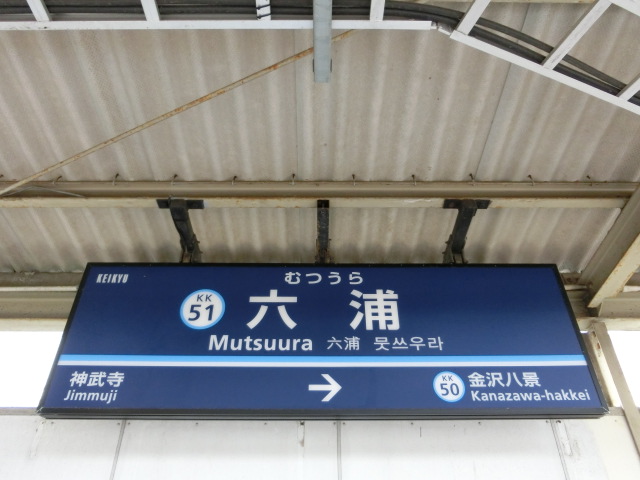 KEIKYU
むつうら
KK 51 六浦
Mutsuura 六浦 뭇쓰우라
神武寺 → KK 50 金沢八景
Jimmuji Kanazawa-hakkei